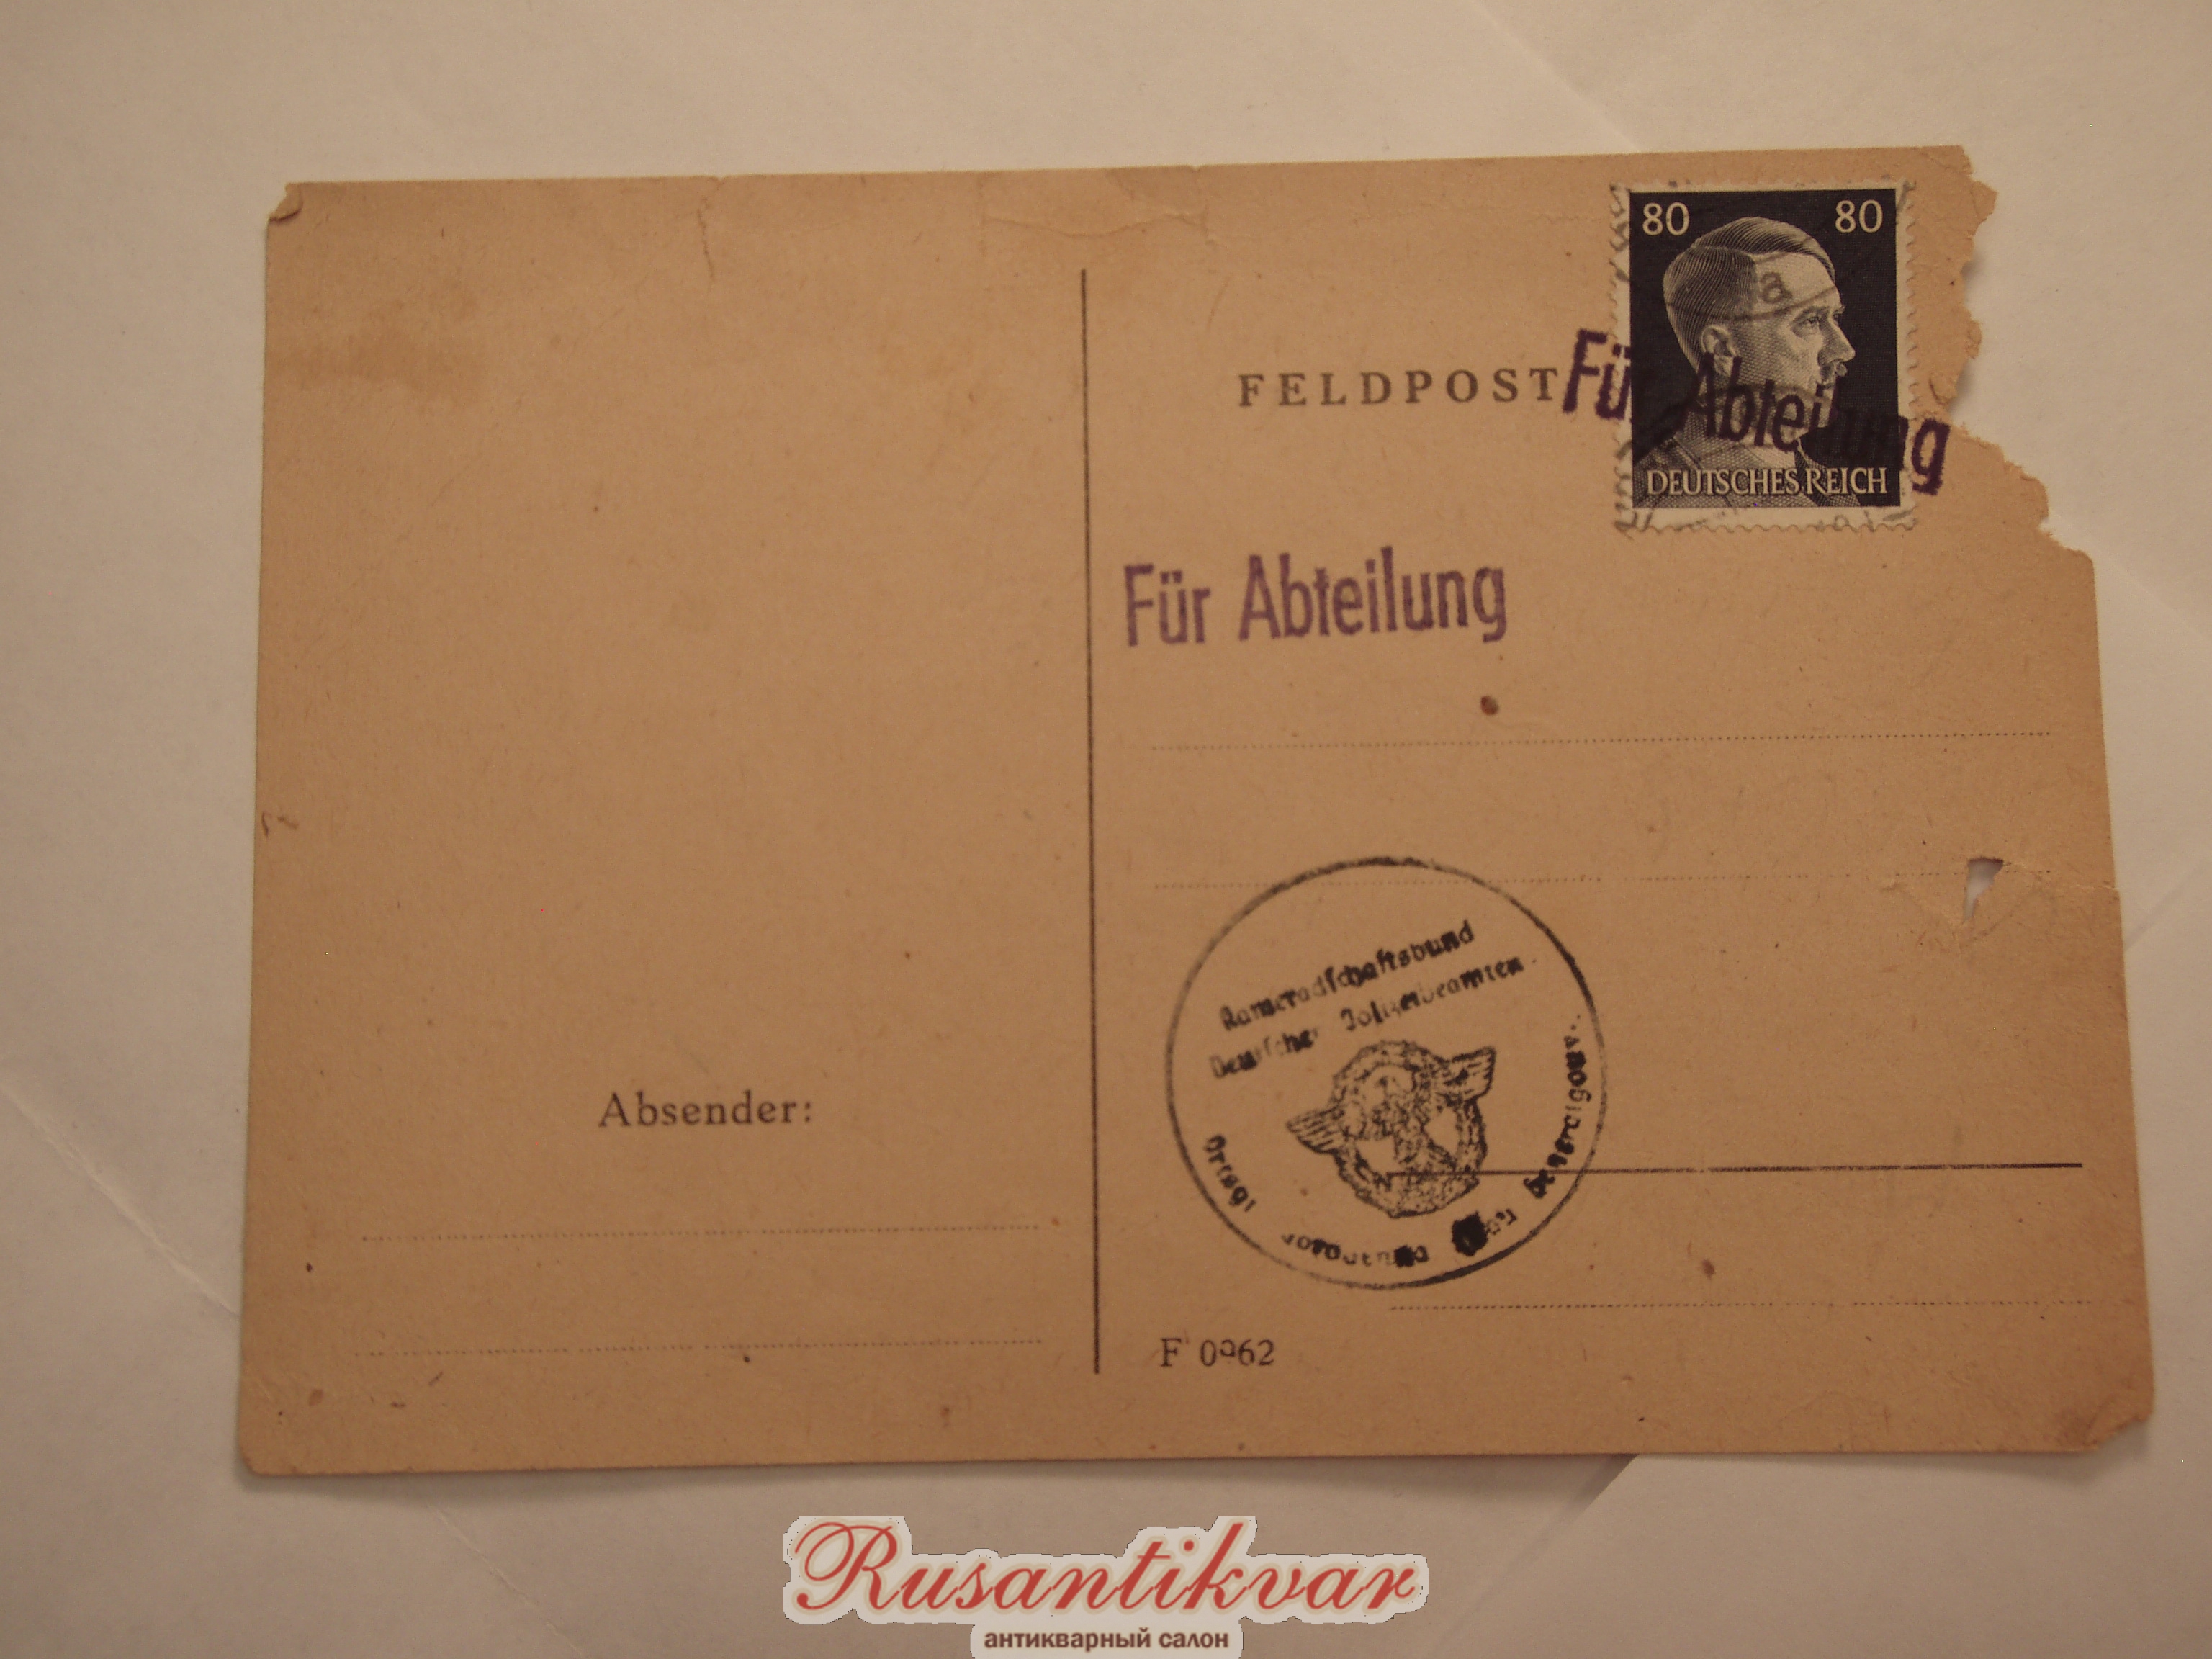 80 80
FELDPOST
Für Abteilung
DEUTSCHES REICH
Für Abteilung
Kameradschaftsbund
Deutscher Polizeibeamten
Absender:
F 0962
Rusantikvar
антикварный салон